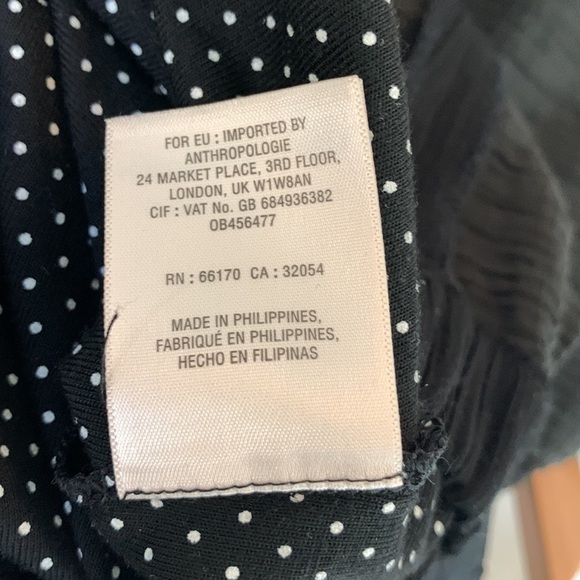 FOR EU : IMPORTED BY
ANTHROPOLOGIE
24 MARKET PLACE, 3RD FLOOR,
LONDON, UK W1W8AN
CIF : VAT No. GB 684936382
OB456477
RN : 66170 CA : 32054
MADE IN PHILIPPINES,
FABRIQUÉ EN PHILIPPINES,
HECHO EN FILIPINAS